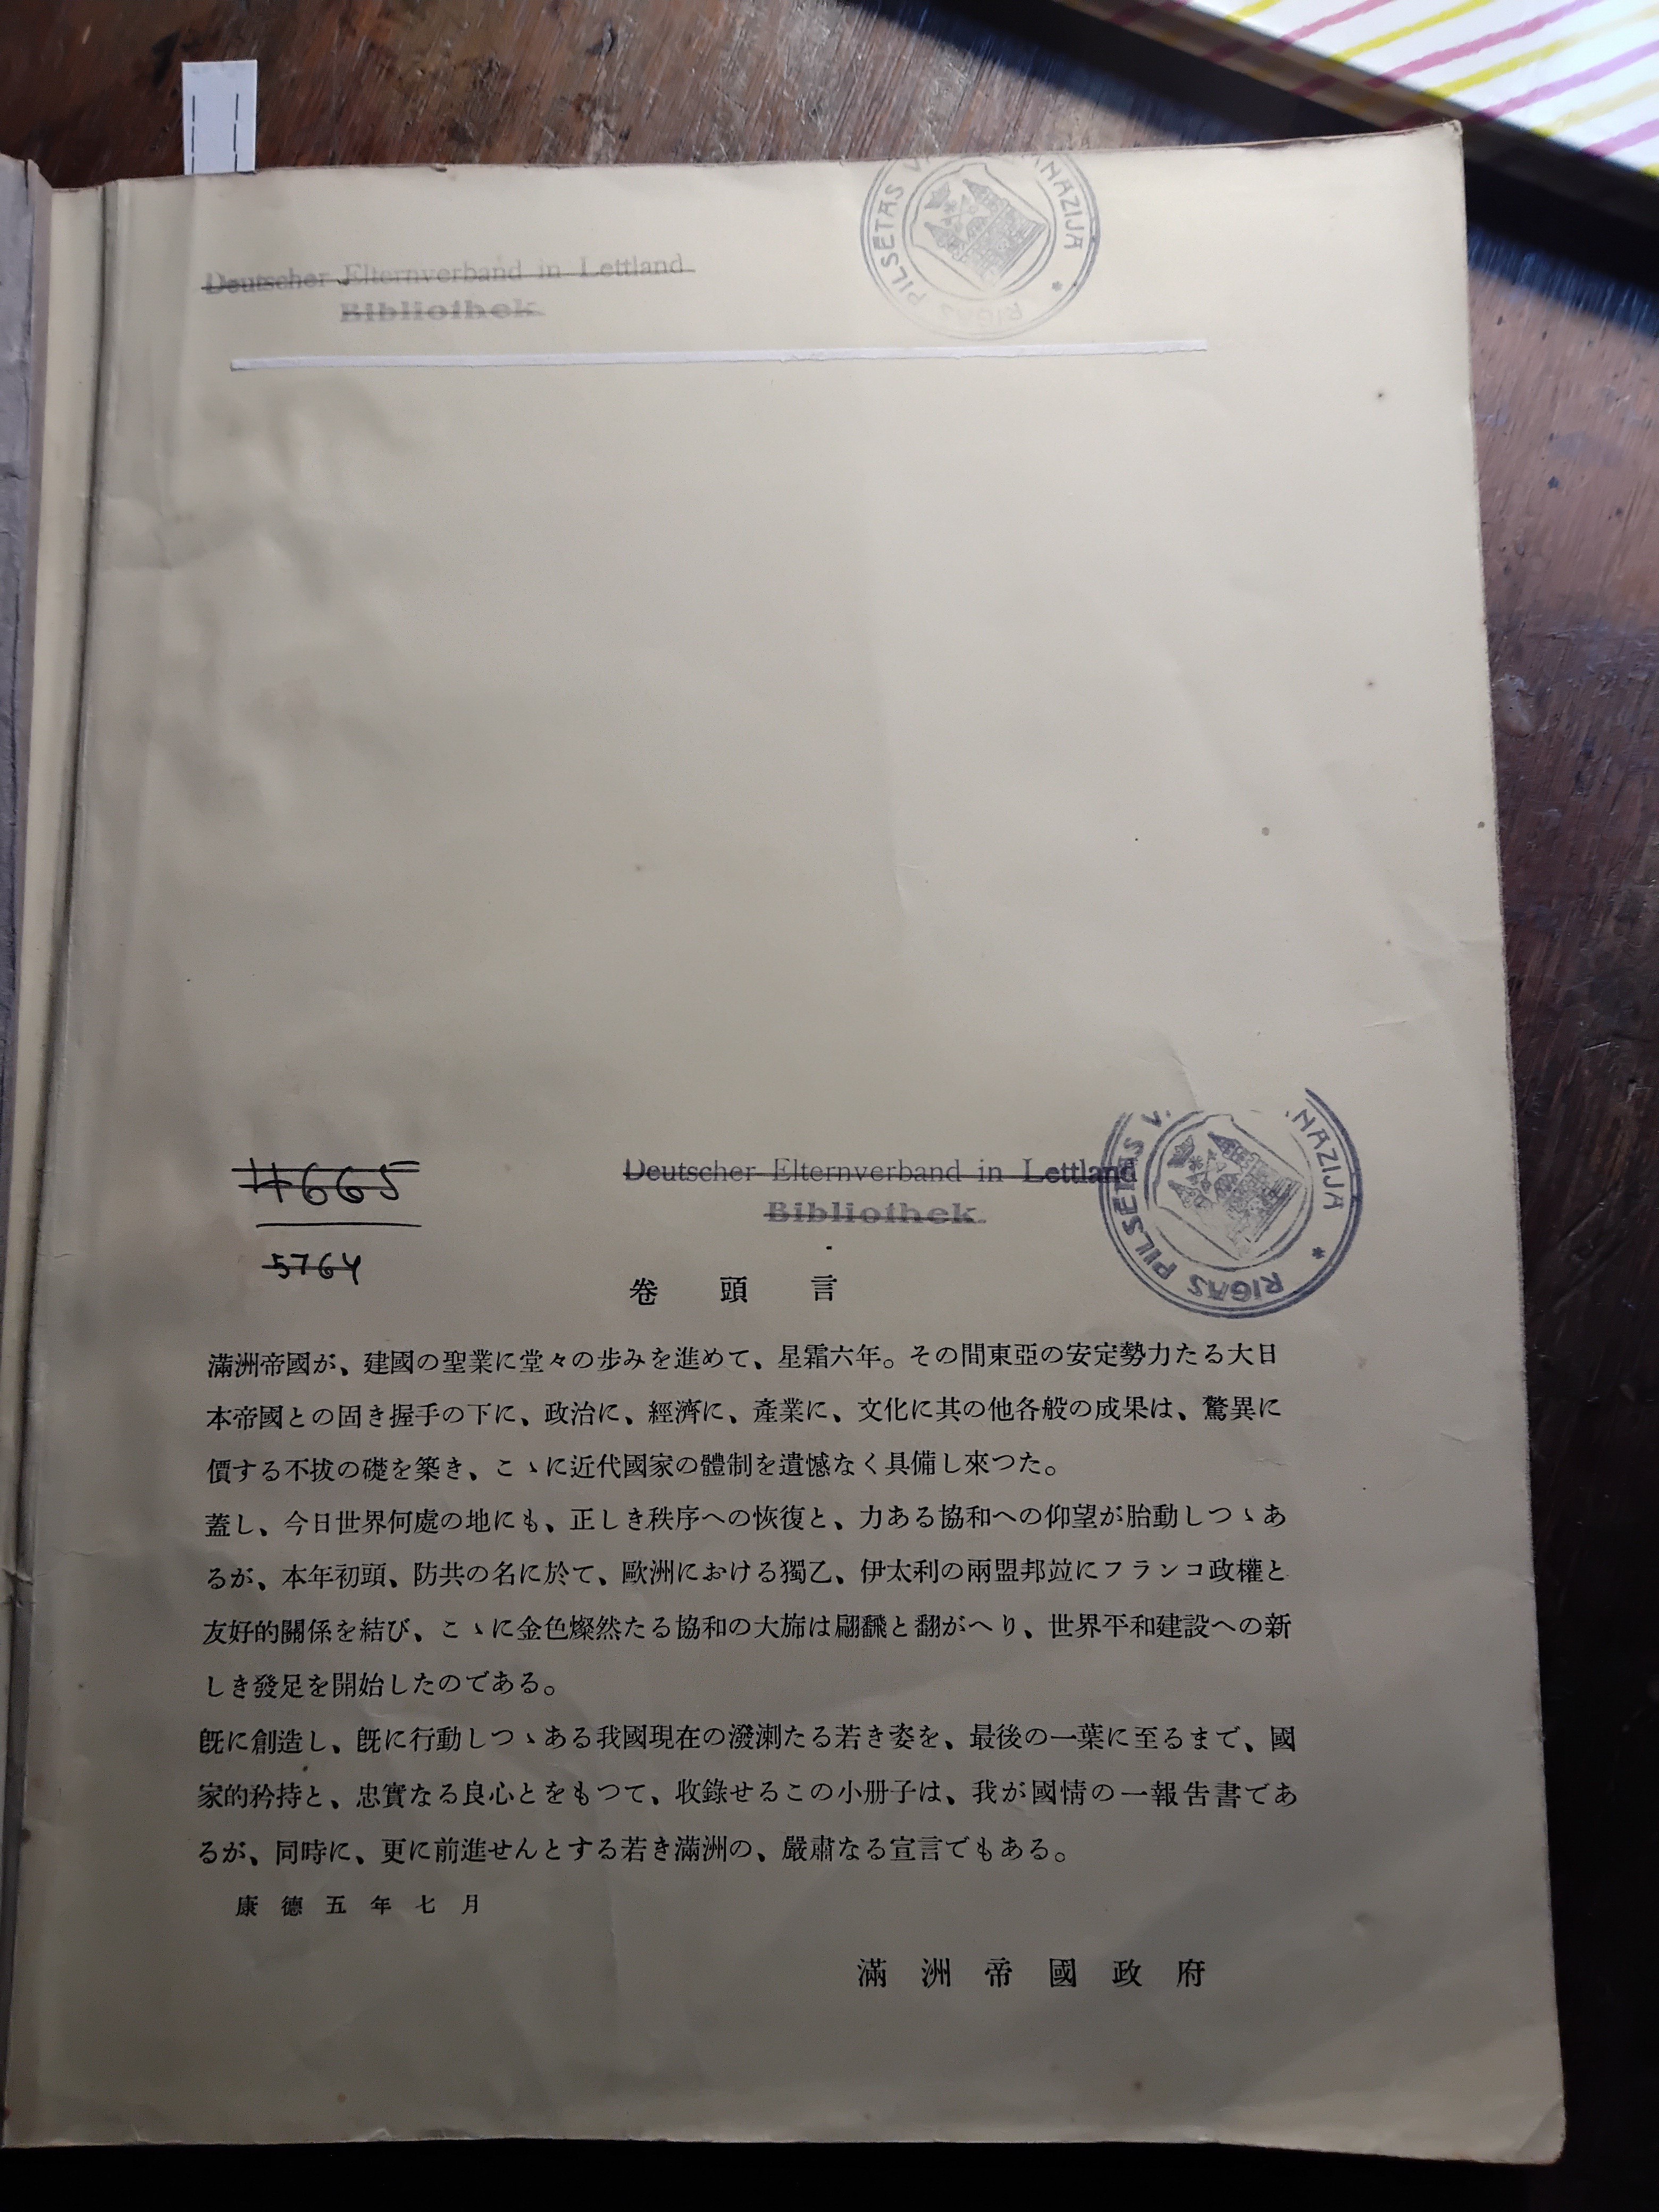 Deutscher Elternverband in Lettland
Bibliothek
RIGAS PILSĒTAS V. NAZIJA *
#665
5764
Deutscher Elternverband in Lettland
Bibliothek
RIGAS PILSĒTAS V. NAZIJA *
卷頭言
滿洲帝國が、建國の聖業に堂々の步みを進めて、星霜六年。その間東亞の安定勢力たる大日
本帝國との固き握手の下に、政治に、經濟に、產業に、文化に其の他各般の成果は、驚異に
價する不拔の礎を築き、こゝに近代國家の體制を遺憾なく具備し來つた。
蓋し、今日世界何處の地にも、正しき秩序への恢復と、力ある協和への仰望が胎動しつゝあ
るが、本年初頭、防共の名に於て、歐洲における獨乙、伊太利の兩盟邦竝にフランコ政權と
友好的關係を結び、こゝに金色燦然たる協和の大旆は翩飜と翻がへり、世界平和建設への新
しき發足を開始したのである。
旣に創造し、旣に行動しつゝある我國現在の潑溂たる若き姿を、最後の一葉に至るまで、國
家的矜持と、忠實なる良心とをもつて、收錄せるこの小册子は、我が國情の一報告書であ
るが、同時に、更に前進せんとする若き滿洲の、嚴肅なる宣言でもある。
康德五年七月
滿洲帝國政府